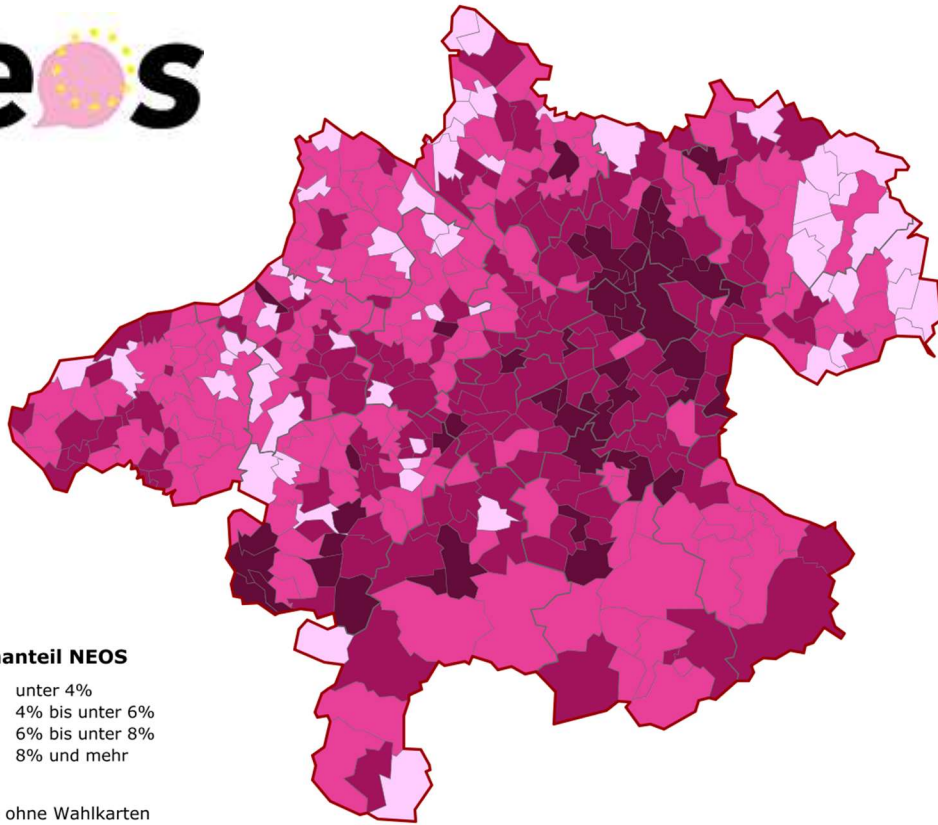 eos
anteil NEOS
unter 4%
4% bis unter 6%
6% bis unter 8%
8% und mehr
ohne Wahlkarten